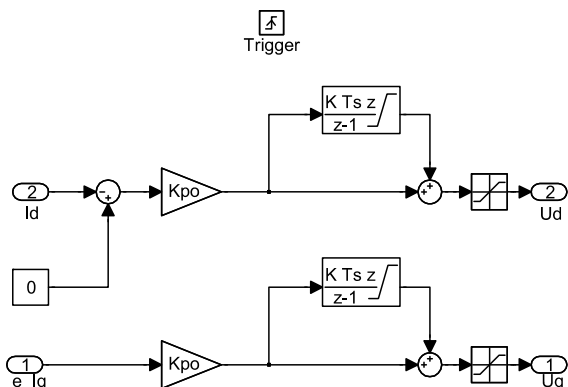 Trigger
K Ts z
z-1
2
Id
Kpo
2
Ud
0
K Ts z
z-1
1
e_Iq
Kpo
1
Uq